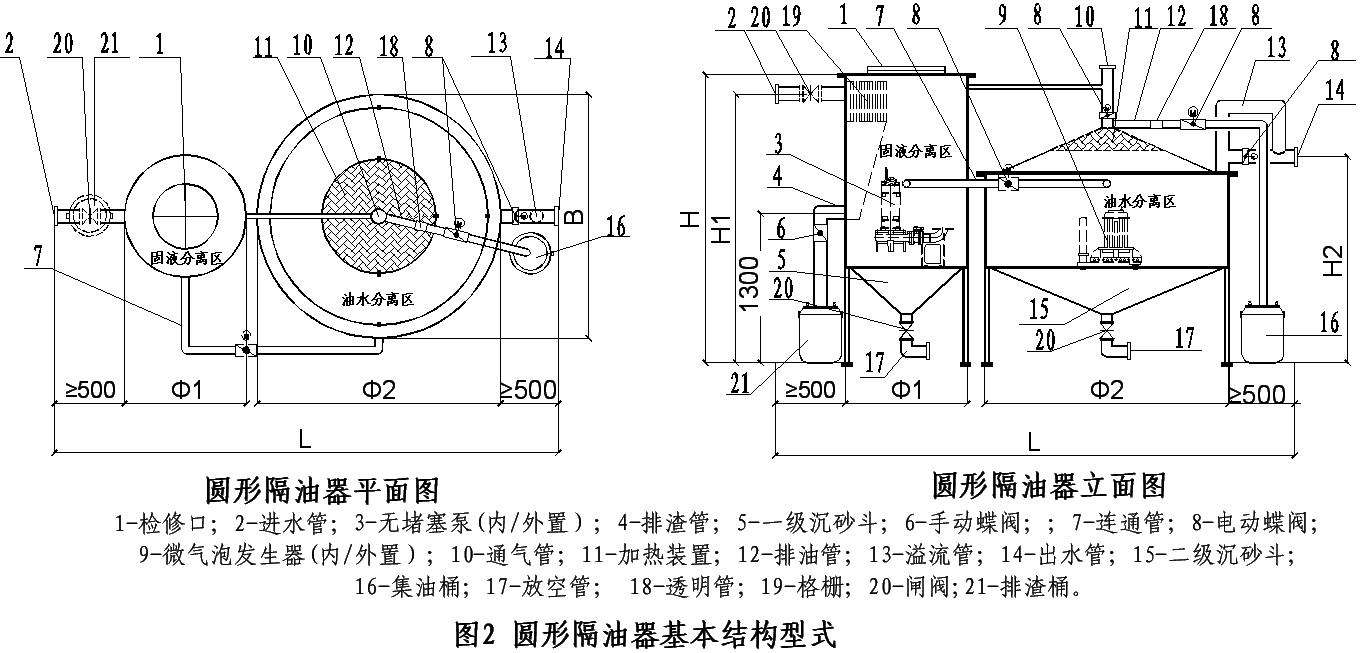 2 20 21 1 11 10 12 18 8 13 14
固液分离区
油水分离区
7
16
B
≥500 Φ1 Φ2 ≥500
L
圆形隔油器平面图
2 20 19 1 7 8 9 8 10 11 12 18 8 13 8
14
固液分离区
油水分离区
3
4
6
5
20
H
H1
1300
H2
15
20
16
17
17
21
≥500 Φ1 Φ2 ≥500
L
圆形隔油器立面图
1-检修口；2-进水管；3-无堵塞泵(内/外置)；4-排渣管；5-一级沉砂斗；6-手动蝶阀；；7-连通管；8-电动蝶阀；
9-微气泡发生器(内/外置)；10-通气管；11-加热装置；12-排油管；13-溢流管；14-出水管；15-二级沉砂斗；
16-集油桶；17-放空管； 18-透明管；19-格栅；20-闸阀;21-排渣桶。
图2 圆形隔油器基本结构型式